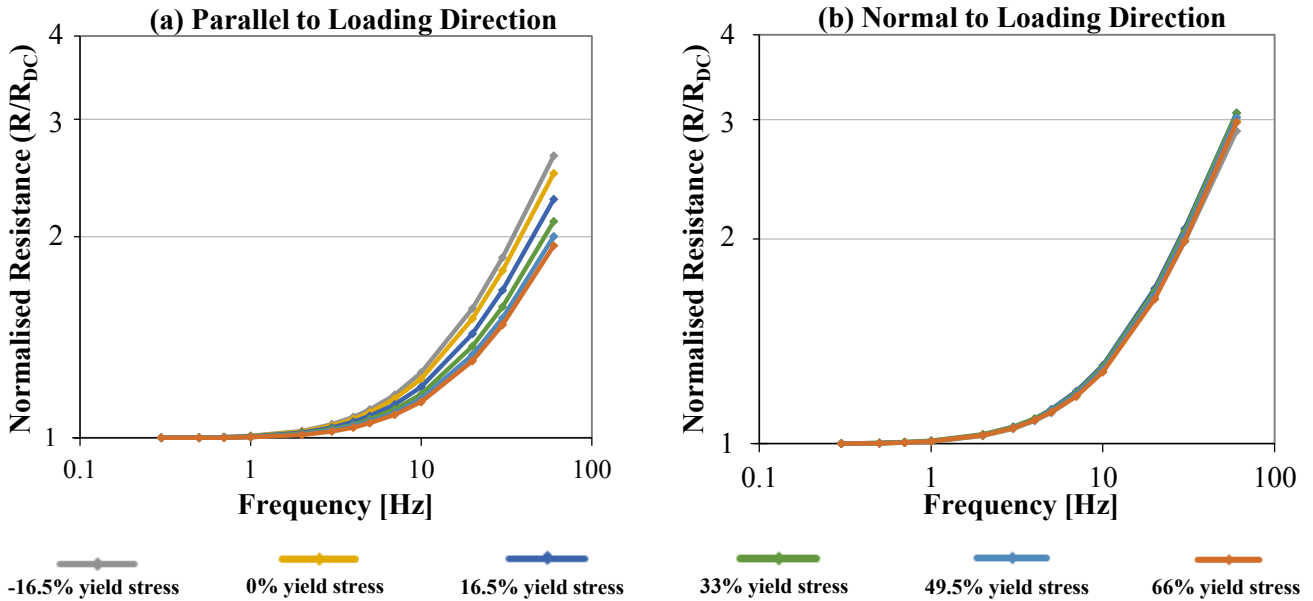 (a) Parallel to Loading Direction
Normalised Resistance (R/R_DC)
4
3
2
1
0.1
1
10
100
Frequency [Hz]
(b) Normal to Loading Direction
Normalised Resistance (R/R_DC)
4
3
2
1
0.1
1
10
100
Frequency [Hz]
-16.5% yield stress
0% yield stress
16.5% yield stress
33% yield stress
49.5% yield stress
66% yield stress